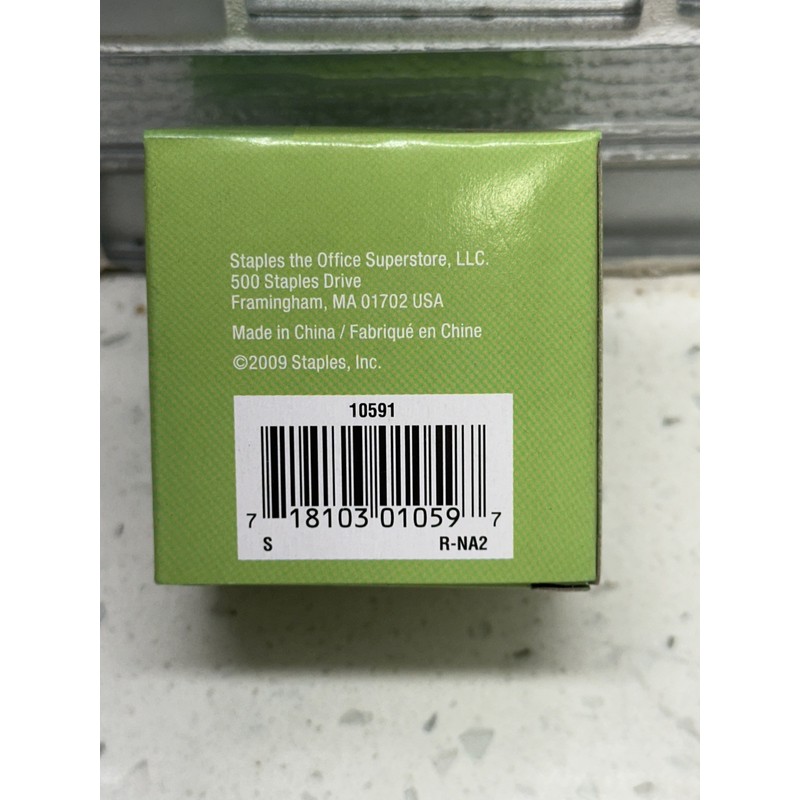 Staples the Office Superstore, LLC.
500 Staples Drive
Framingham, MA 01702 USA
Made in China / Fabriqué en Chine
©2009 Staples, Inc.
10591
7 18103 01059 7
S R-NA2